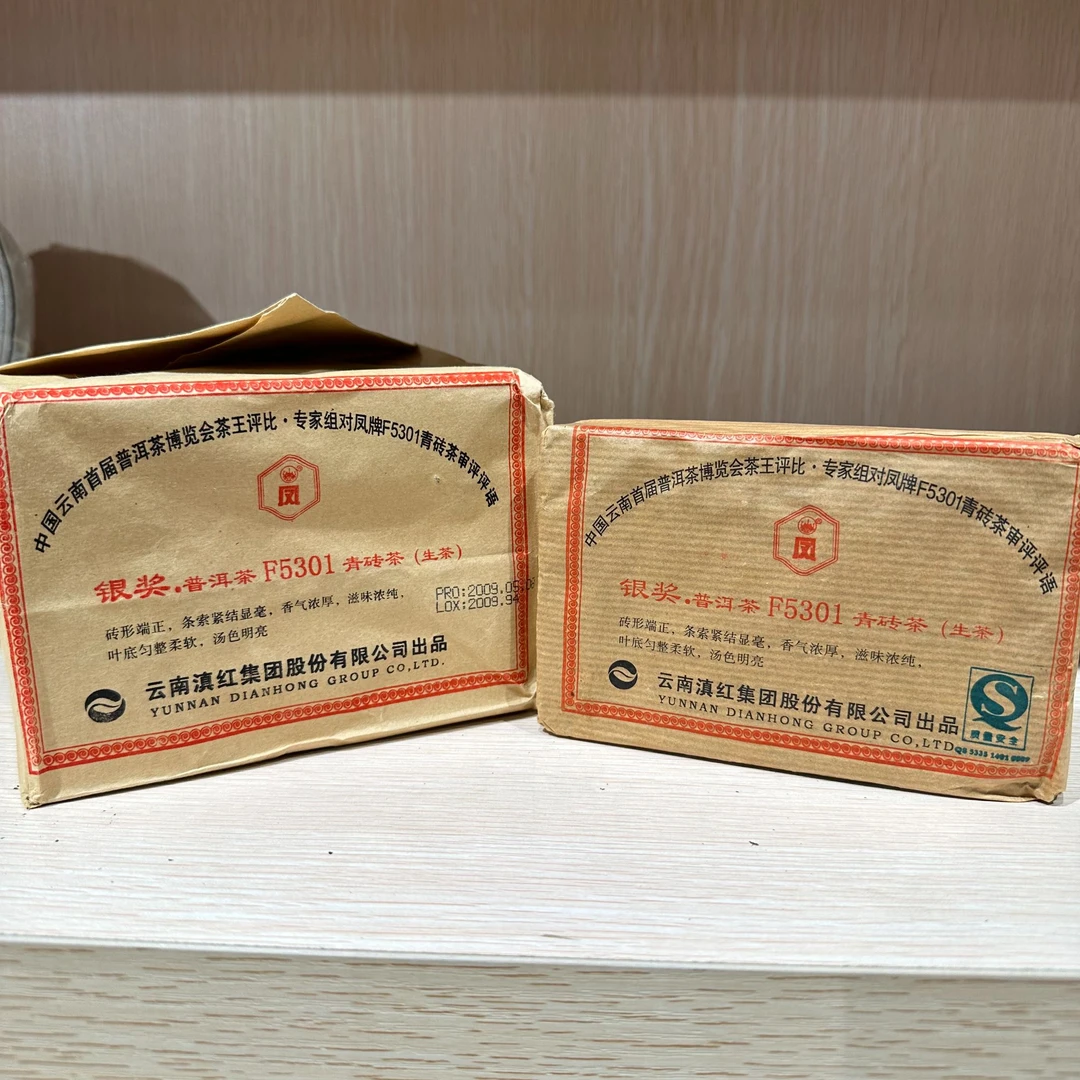 中国云南首届普洱茶博览会茶王评比·专家组对凤牌F5301青砖茶审评评语
凤
银奖.普洱茶 F5301 青砖茶（生茶）
PRO:2009.05.
砖形端正，条索紧结显毫，香气浓厚，滋味浓纯，
LOX:2009.94
叶底匀整柔软，汤色明亮
云南滇红集团股份有限公司出品
YUNNAN DIANHONG GROUP CO,LTD.
中国云南首届普洱茶博览会茶王评比·专家组对凤牌F5301青砖茶审评评语
凤
银奖.普洱茶 F5301 青砖茶（生茶）
砖形端正，条索紧结显毫，香气浓厚，滋味浓纯，
叶底匀整柔软，汤色明亮
云南滇红集团股份有限公司出品
YUNNAN DIANHONG GROUP CO,LTD
质量安全